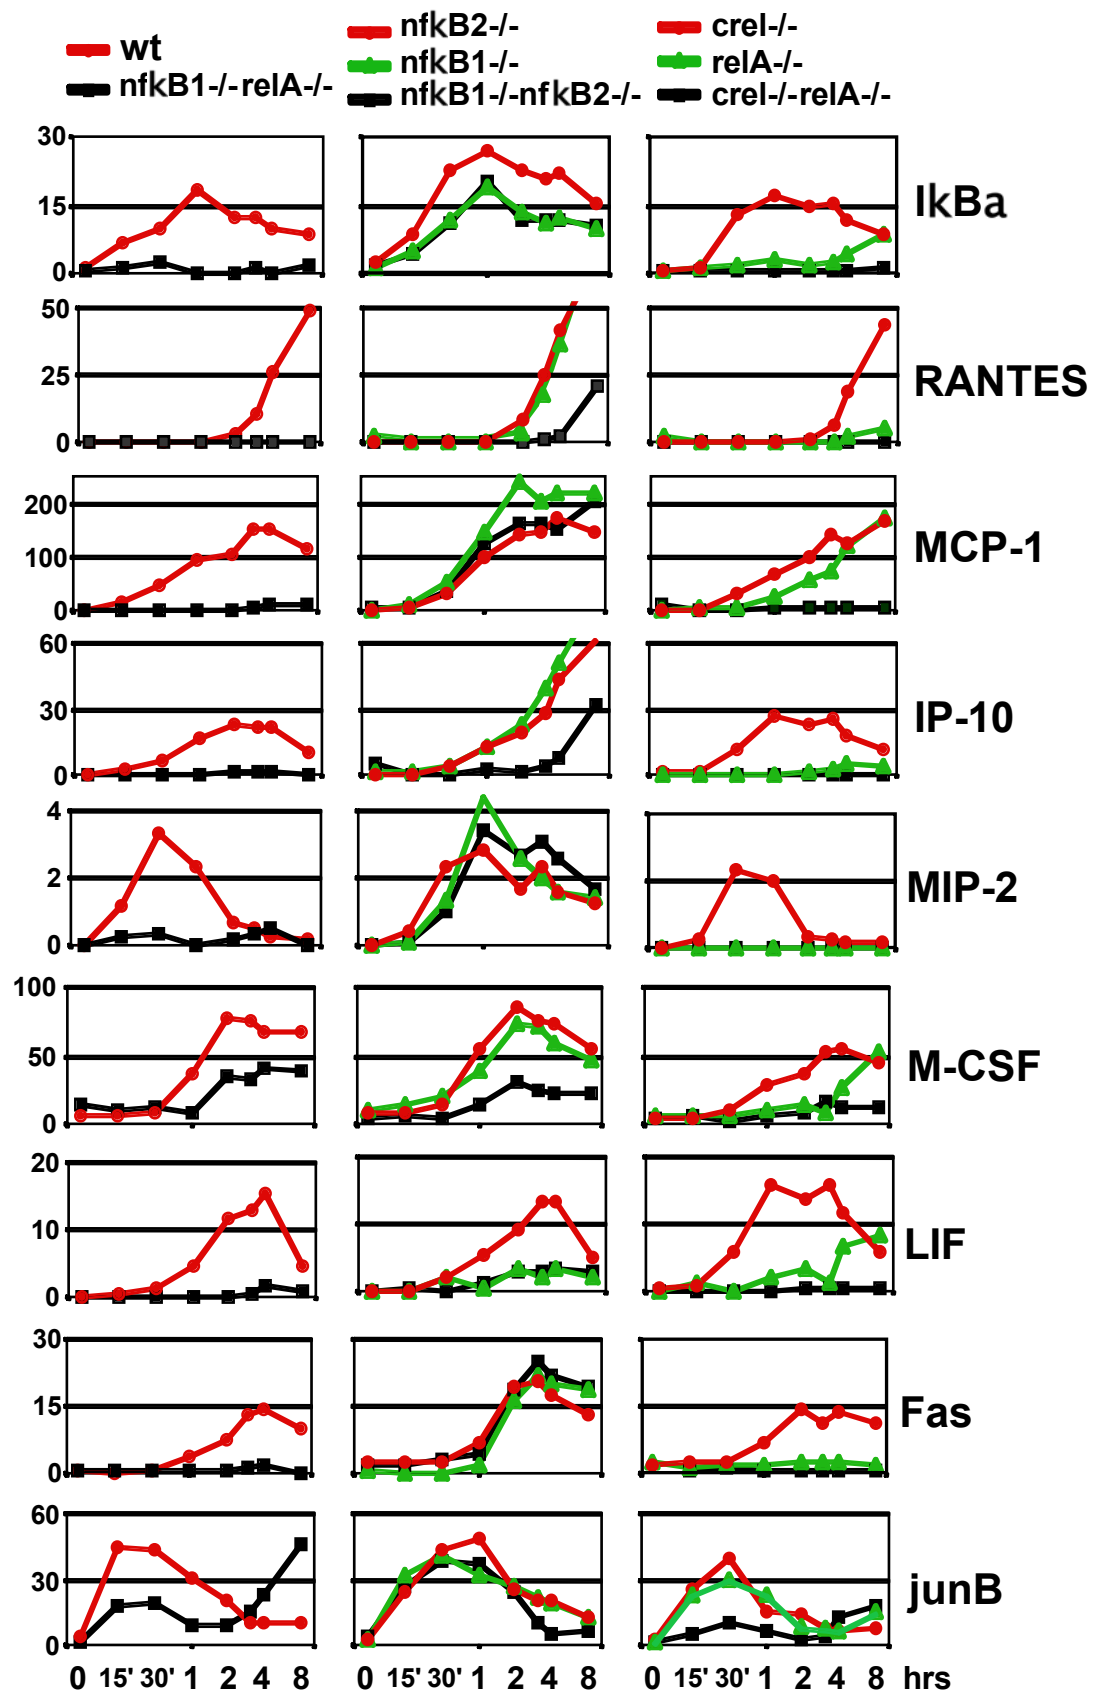 wt nfkB2-/- crel-/-
nfkB1-/- relA-/-
nfkB1-/-relA-/- nfkB1-/-nfkB2-/- crel-/-relA-/-
30
15
0
IkBa
50
25
0
RANTES
200
100
0
MCP-1
60
30
0
IP-10
4
2
0
MIP-2
100
50
0
M-CSF
20
10
0
LIF
30
15
0
Fas
60
30
0
junB
0 15' 30' 1 2 4 8 0 15' 30' 1 2 4 8 0 15' 30' 1 2 4 8 hrs